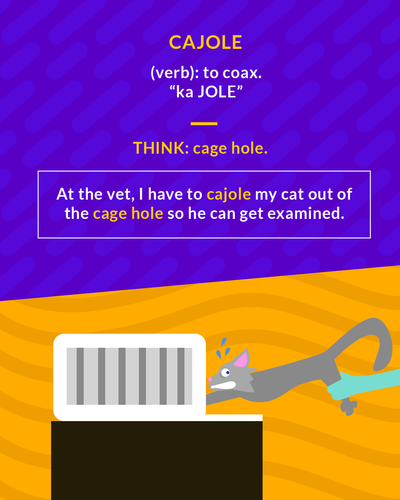 CAJOLE
(verb): to coax.
“ka JOLE”
THINK: cage hole.
At the vet, I have to cajole my cat out of
the cage hole so he can get examined.